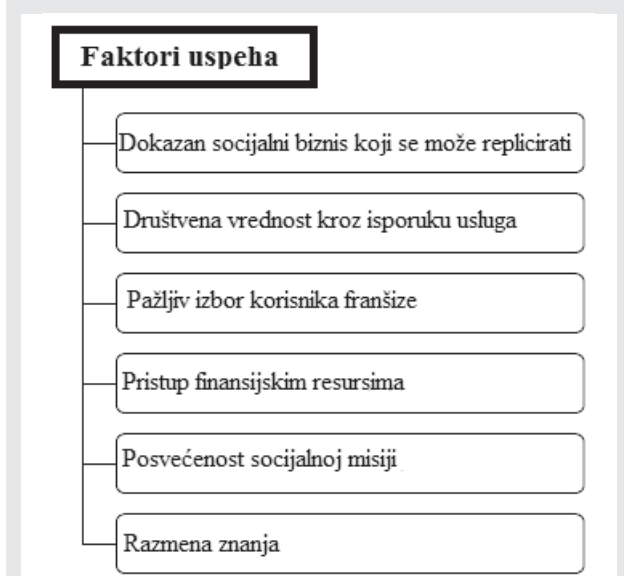 Faktori uspeha
Dokazan socijalni biznis koji se može replicirati
Društvena vrednost kroz isporuku usluga
Pažljiv izbor korisnika franšize
Pristup finansijskim resursima
Posvećenost socijalnoj misiji
Razmena znanja